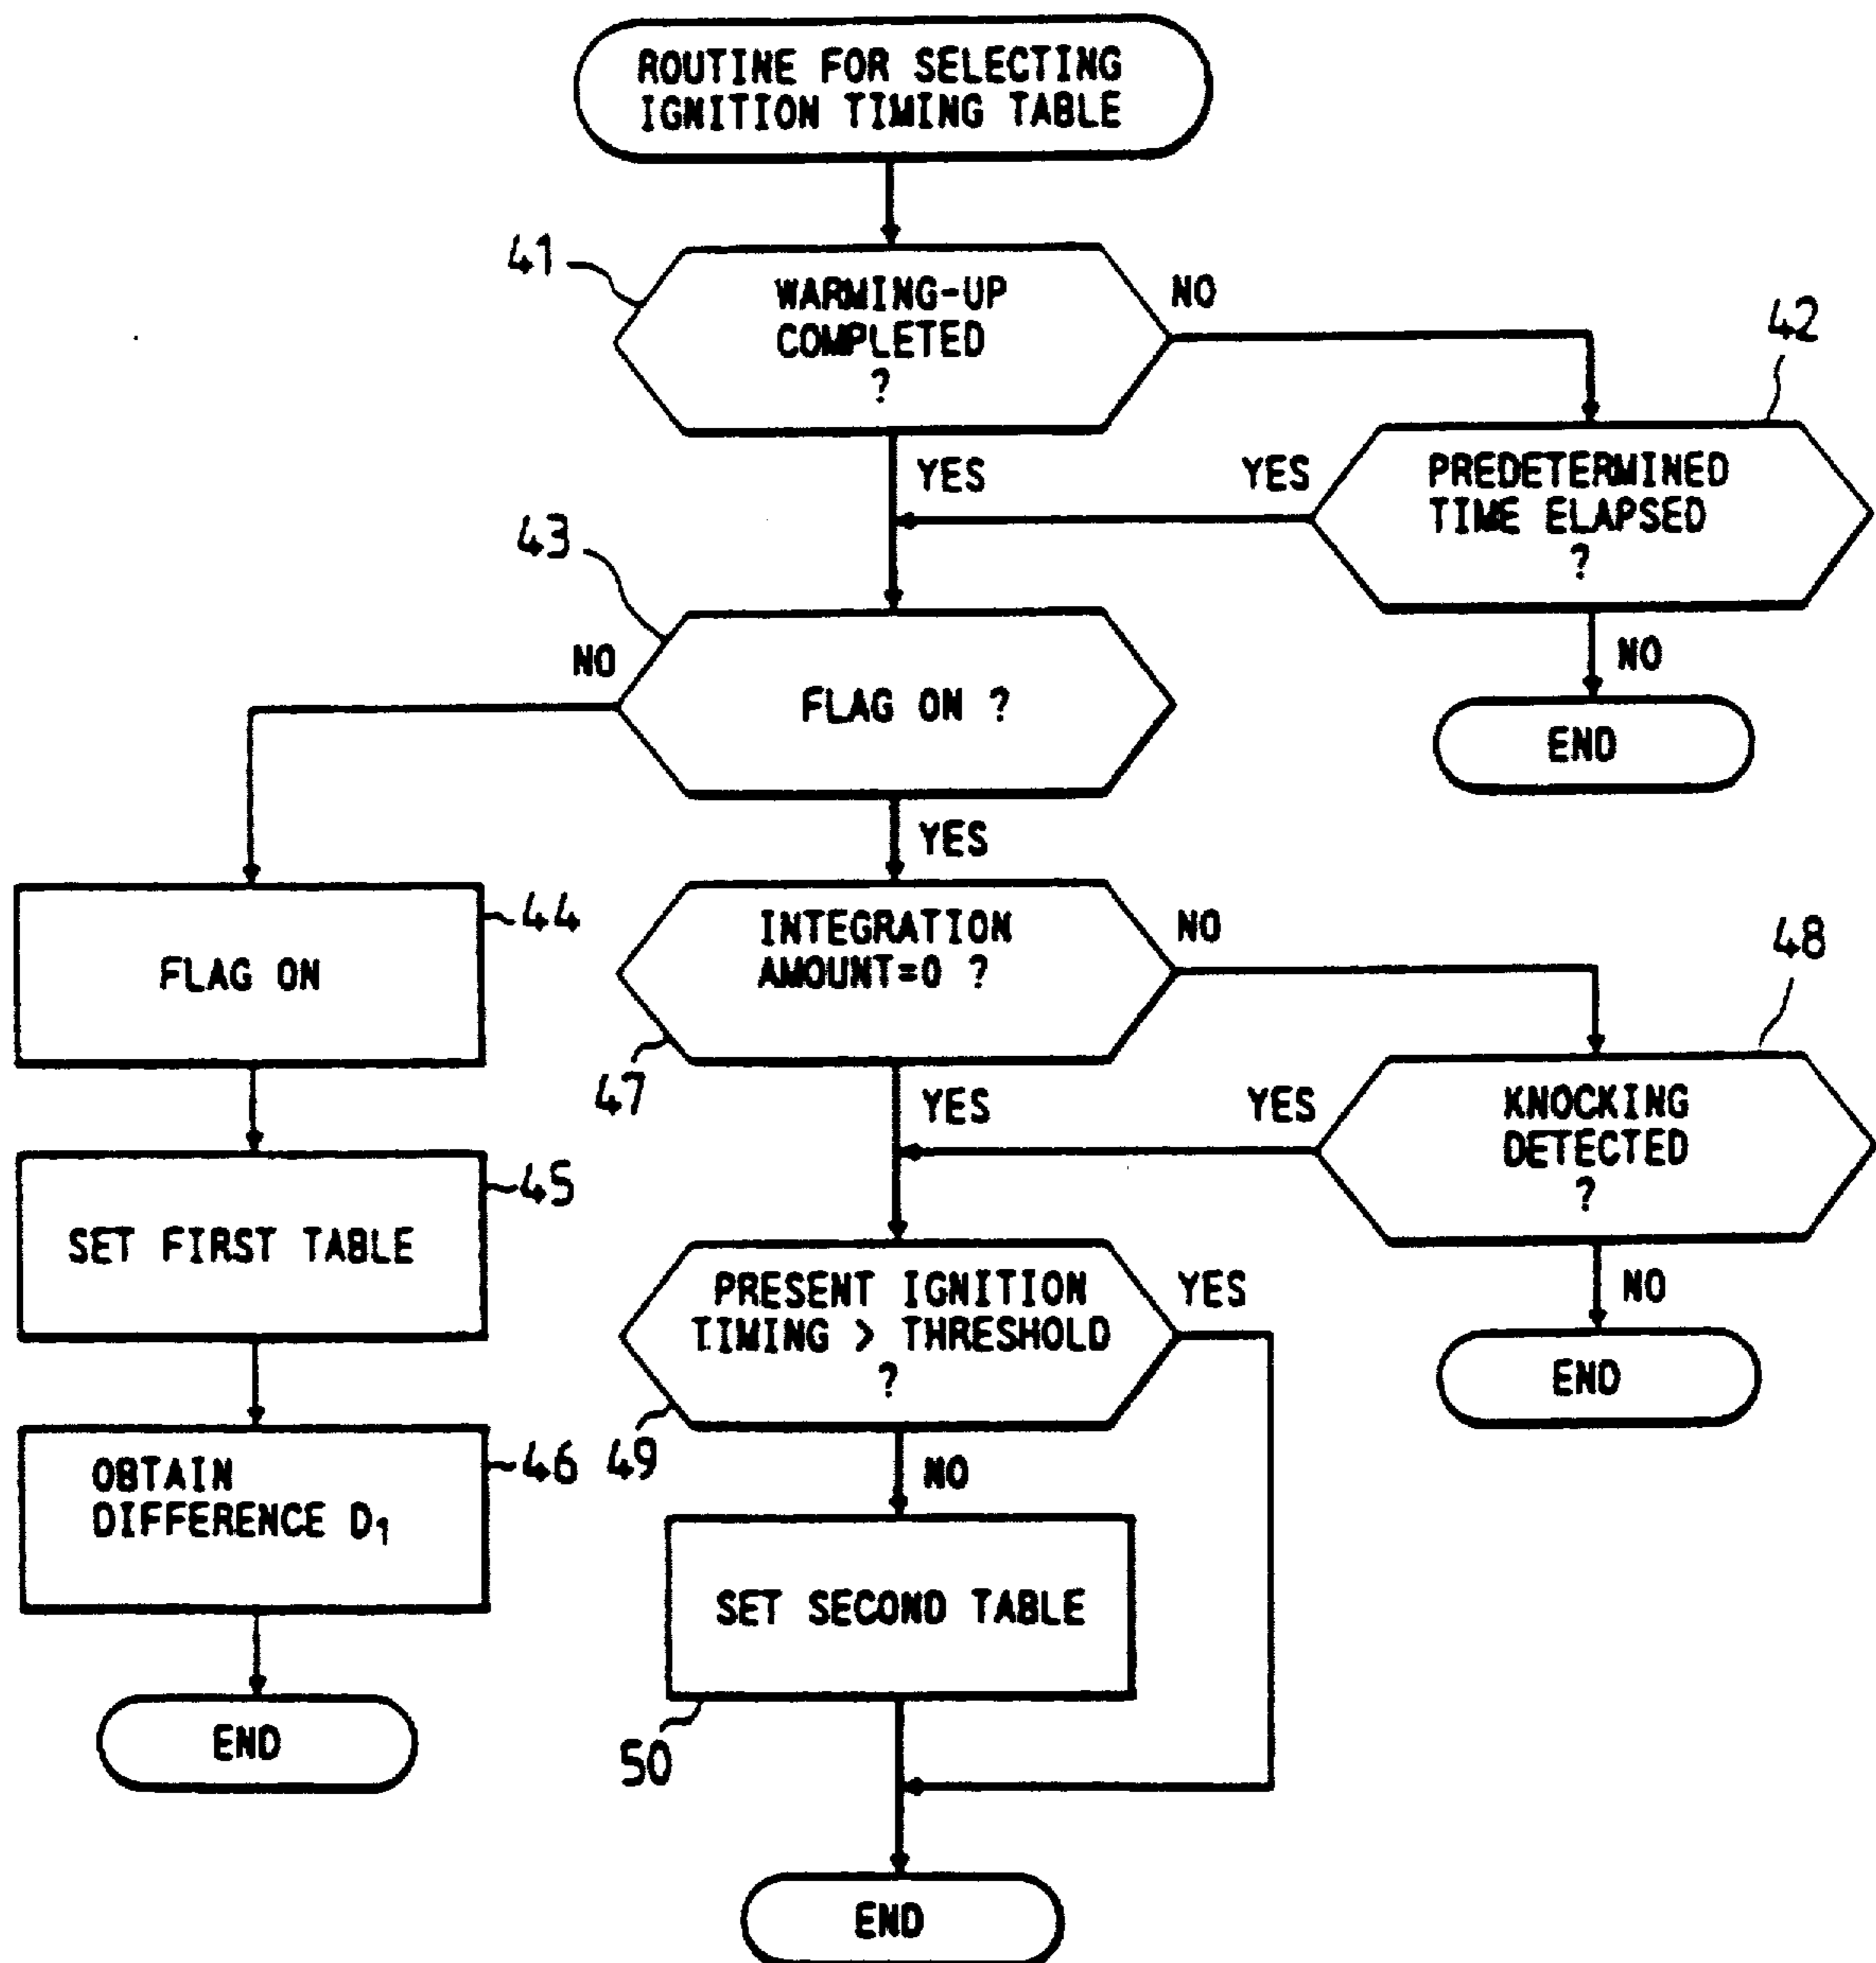 ROUTINE FOR SELECTING
IGNITION TIMING TABLE
41
WARMING-UP
COMPLETED
?
NO
42
YES
YES
PREDETERMINED
TIME ELAPSED
?
43
NO
NO
FLAG ON ?
END
YES
44
FLAG ON
INTEGRATION
AMOUNT=0 ?
NO
48
47
YES
YES
KNOCKING
DETECTED
?
45
SET FIRST TABLE
PRESENT IGNITION
TIMING > THRESHOLD
?
YES
NO
END
49
NO
46
OBTAIN
DIFFERENCE D₁
SET SECOND TABLE
50
END
END